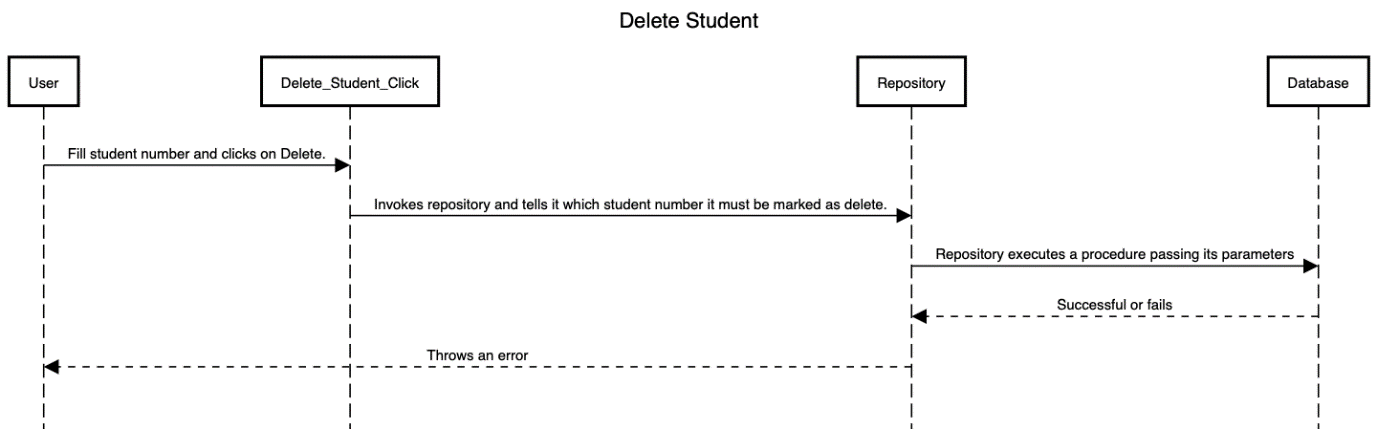 Delete Student
User
Delete_Student_Click
Repository
Database
Fill student number and clicks on Delete.
Invokes repository and tells it which student number it must be marked as delete.
Repository executes a procedure passing its parameters
Successful or fails
Throws an error